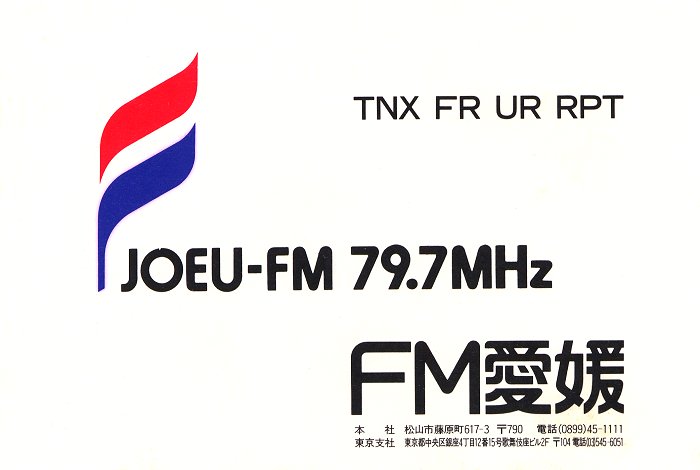 TNX FR UR RPT
JOEU-FM 79.7MHz
FM愛媛
本 社 松山市藤原町617-3 〒790 電話(0899)45-1111
東京支社 東京都中央区銀座4丁目12番15号歌舞伎座ビル2F 〒104 電話(03)545-6051